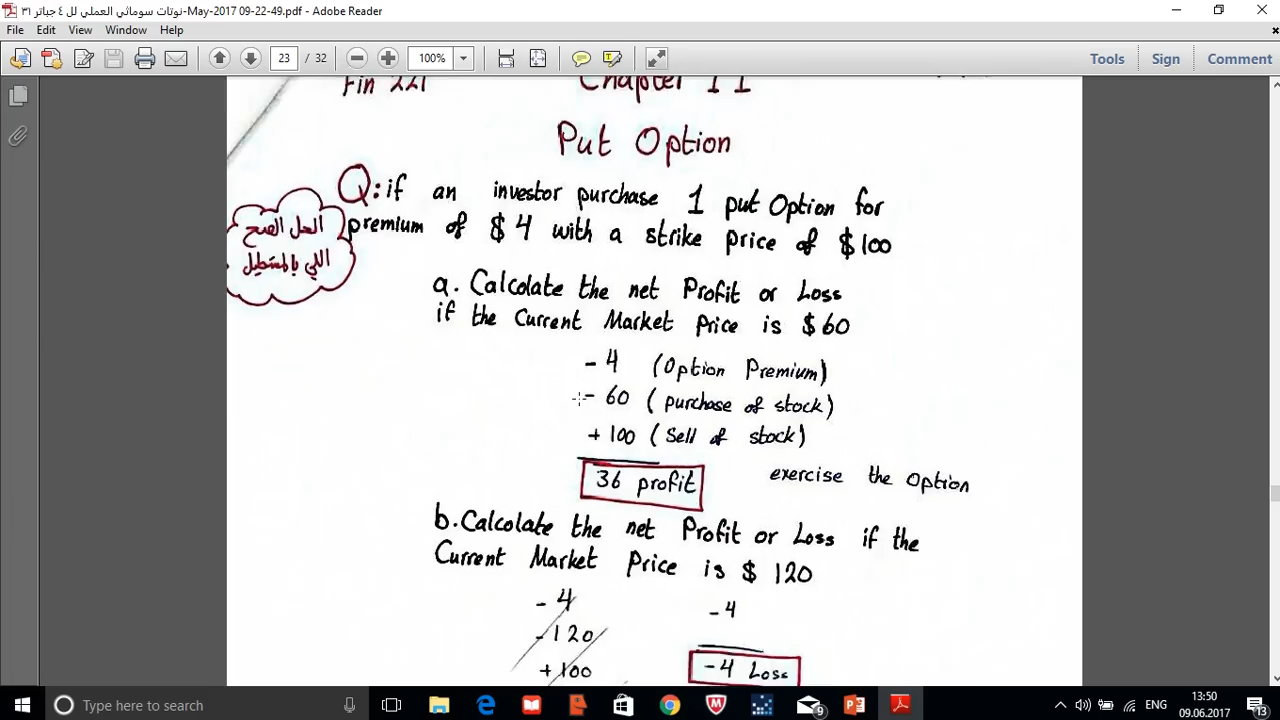 نوتات سوماثي العملي لل ٤ جباتر ٣١-May-2017 09-22-49.pdf - Adobe Reader
File Edit View Window Help
23 / 32 100% Tools Sign Comment
Fin 221 Chapter 11
Put Option
Q: if an investor purchase 1 put Option for
premium of $ 4 with a strike price of $100
الحل الصح
اللي بالمستطيل
a. Calcolate the net Profit or Loss
if the Current Market Price is $60
- 4 (Option Premium)
- 60 (purchase of stock)
+ 100 (Sell of stock)
36 profit exercise the Option
b. Calcolate the net Profit or Loss if the
Current Market Price is $ 120
- 4 - 4
- 120
+ 100 - 4 Loss
Type here to search
9
ENG
13:50
09.06.2017
13